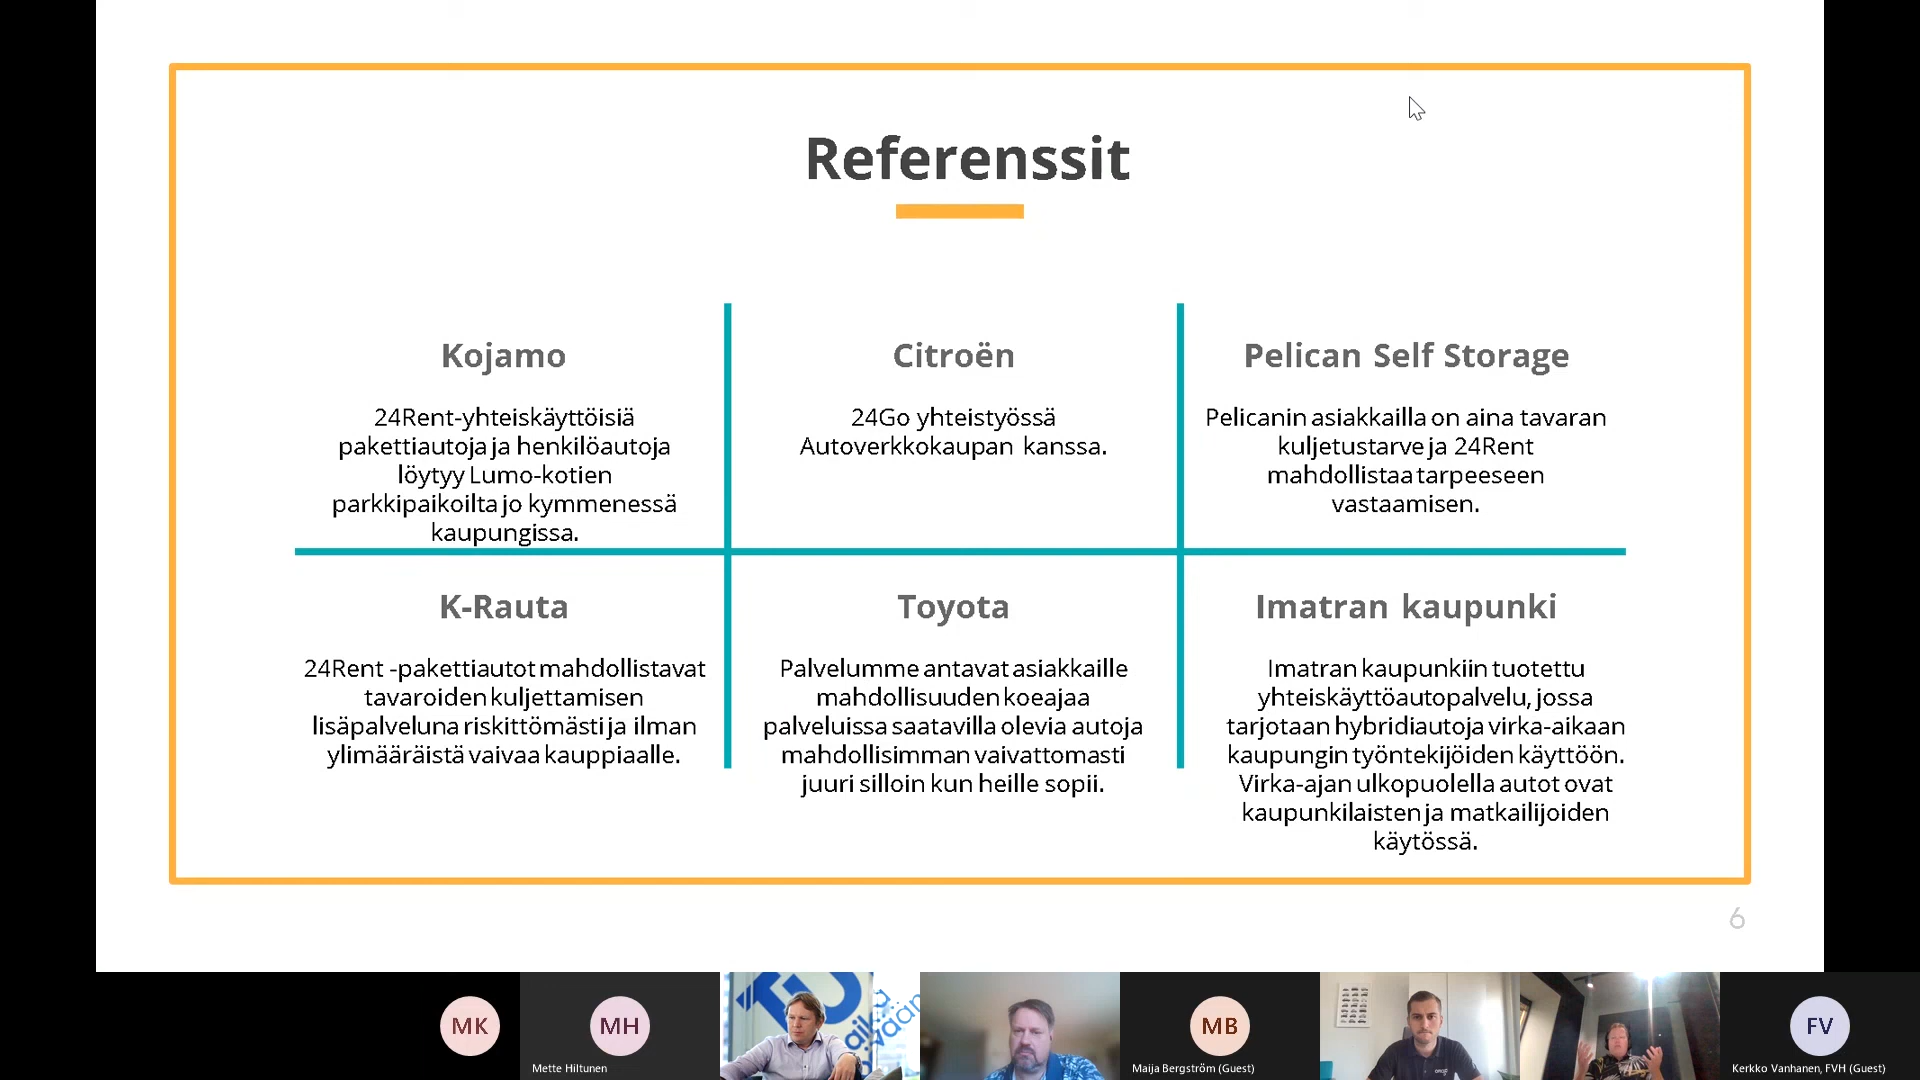 Referenssit
Kojamo
24Rent-yhteiskäyttöisiä
pakettiautoja ja henkilöautoja
löytyy Lumo-kotien
parkkipaikoilta jo kymmenessä
kaupungissa.
Citroën
24Go yhteistyössä
Autoverkkokaupan kanssa.
Pelican Self Storage
Pelicanin asiakkailla on aina tavaran
kuljetustarve ja 24Rent
mahdollistaa tarpeeseen
vastaamisen.
K-Rauta
24Rent -pakettiautot mahdollistavat
tavaroiden kuljettamisen
lisäpalveluna riskittömästi ja ilman
ylimääräistä vaivaa kauppiaalle.
Toyota
Palvelumme antavat asiakkaille
mahdollisuuden koeajaa
palveluissa saatavilla olevia autoja
mahdollisimman vaivattomasti
juuri silloin kun heille sopii.
Imatran kaupunki
Imatran kaupunkiin tuotettu
yhteiskäyttöautopalvelu, jossa
tarjotaan hybridiautoja virka-aikaan
kaupungin työntekijöiden käyttöön.
Virka-ajan ulkopuolella autot ovat
kaupunkilaisten ja matkailijoiden
käytössä.
6
MK
MH
Mette Hiltunen
MB
Maija Bergström (Guest)
FV
Kerkko Vanhanen, FVH (Guest)